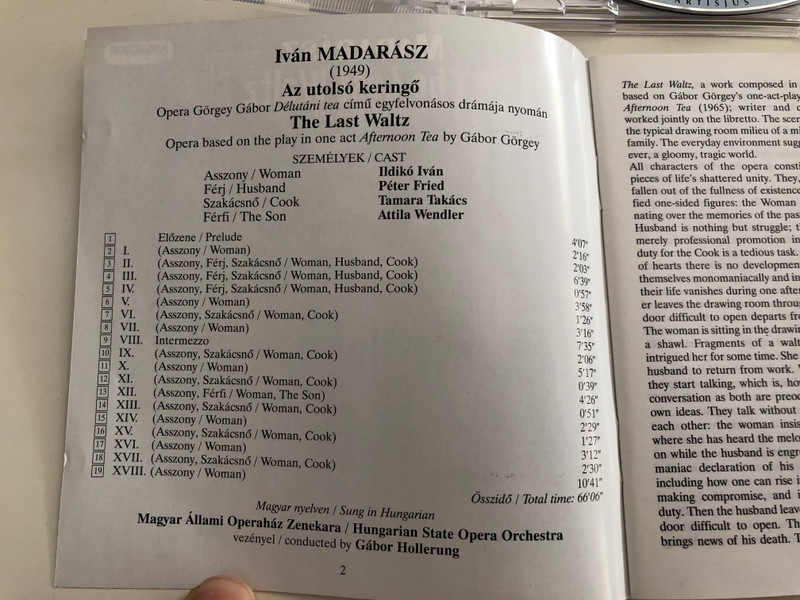 Iván MADARÁSZ
(1949)
Az utolsó keringő
Opera Görgey Gábor Délutáni tea című egyfelvonásos drámája nyomán
The Last Waltz
Opera based on the play in one act Afternoon Tea by Gábor Görgey
SZEMÉLYEK / CAST
Asszony / Woman Ildikó Iván
Férj / Husband Péter Fried
Szakácsnő / Cook Tamara Takács
Férfi / The Son Attila Wendler
1 Előzene / Prelude 4'07"
2 I. (Asszony / Woman) 2'16"
3 II. (Asszony, Férj, Szakácsnő / Woman, Husband, Cook) 2'03"
4 III. (Asszony, Férj, Szakácsnő / Woman, Husband, Cook) 6'39"
5 IV. (Asszony, Férj, Szakácsnő / Woman, Husband, Cook) 0'57"
6 V. (Asszony / Woman) 3'58"
7 VI. (Asszony, Szakácsnő / Woman, Cook) 1'26"
8 VII. (Asszony / Woman) 3'16"
9 VIII. Intermezzo 7'35"
10 IX. (Asszony, Szakácsnő / Woman, Cook) 2'06"
11 X. (Asszony / Woman) 5'17"
12 XI. (Asszony, Szakácsnő / Woman, Cook) 0'39"
13 XII. (Asszony, Férfi / Woman, The Son) 4'26"
14 XIII. (Asszony, Szakácsnő / Woman, Cook) 0'51"
15 XIV. (Asszony / Woman) 2'29"
16 XV. (Asszony, Szakácsnő / Woman, Cook) 1'27"
17 XVI. (Asszony / Woman) 3'12"
18 XVII. (Asszony, Szakácsnő / Woman, Cook) 2'30"
19 XVIII. (Asszony / Woman) 10'41"
Összidő / Total time: 66'06"
Magyar nyelven / Sung in Hungarian
Magyar Állami Operaház Zenekara / Hungarian State Opera Orchestra
vezényel / conducted by Gábor Hollerung
2
ARTISJUS
The Last Waltz, a work composed in
based on Gábor Görgey's one-act-play
Afternoon Tea (1965); writer and c
worked jointly on the libretto. The scen
the typical drawing room milieu of a mi
family. The everyday environment sugg
ever, a gloomy, tragic world.
All characters of the opera consti
pieces of life's shattered unity. They,
fallen out of the fullness of existence
fied one-sided figures: the Woman
nating over the memories of the pas
Husband is nothing but struggle; t
merely professional promotion in
duty for the Cook is a tedious task.
of hearts there is no developmen
themselves monomaniacally and in
their life vanishes during one after
er leaves the drawing room throu
door difficult to open departs fro
The woman is sitting in the drawin
a shawl. Fragments of a walt
intrigued her for some time. She
husband to return from work.
they start talking, which is, ho
conversation as both are preoc
own ideas. They talk without
each other: the woman insis
where she has heard the melo
on while the husband is engr
maniac declaration of his
including how one can rise i
making compromise, and i
duty. Then the husband leav
door difficult to open. Th
brings news of his death. T